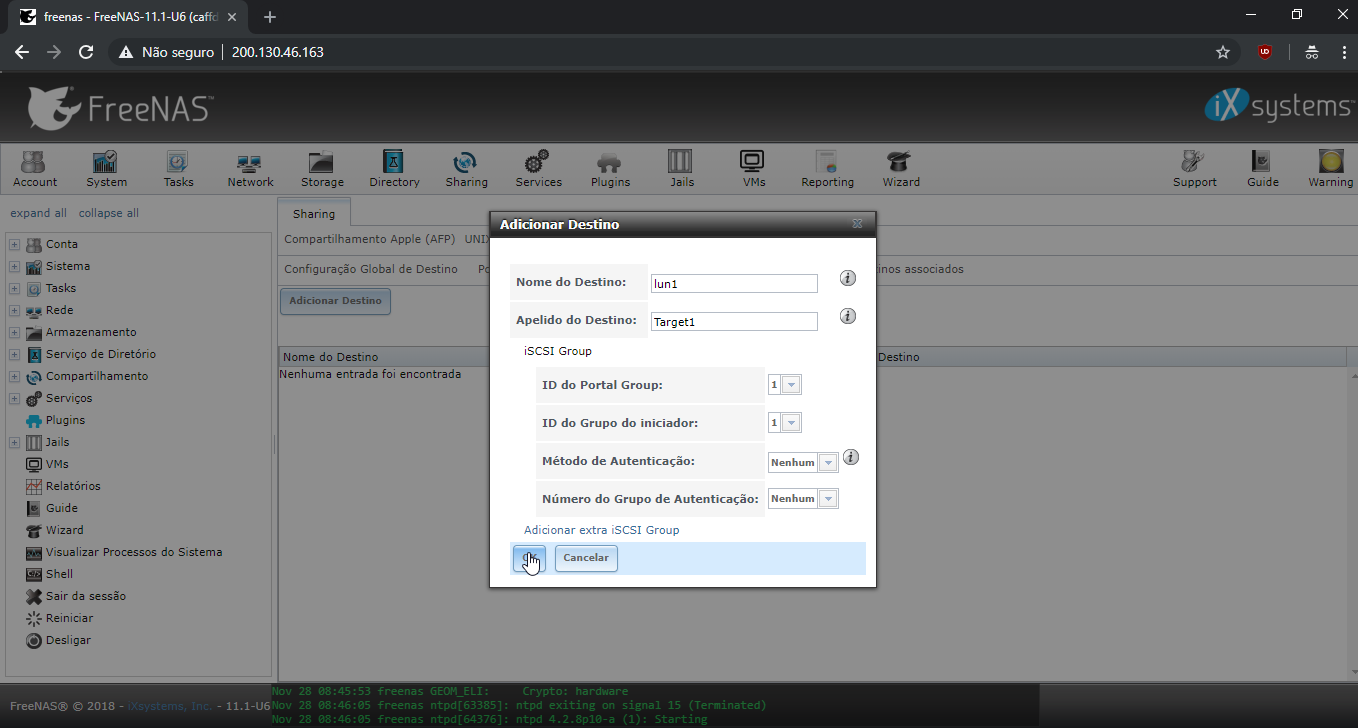 freenas - FreeNAS-11.1-U6 (caffd
Não seguro 200.130.46.163
FreeNAS™
iXsystems™
Account System Tasks Network Storage Directory Sharing Services Plugins Jails VMs Reporting Wizard Support Guide Warning
expand all collapse all
Sharing
Compartilhamento Apple (AFP) UNIX
Configuração Global de Destino
inos associados
Adicionar Destino
Nome do Destino
Destino
Nenhuma entrada foi encontrada
Conta
Sistema
Tasks
Rede
Armazenamento
Serviço de Diretório
Compartilhamento
Serviços
Plugins
Jails
VMs
Relatórios
Guide
Wizard
Visualizar Processos do Sistema
Shell
Sair da sessão
Reiniciar
Desligar
Adicionar Destino
Nome do Destino: lun1
Apelido do Destino: Target1
iSCSI Group
ID do Portal Group: 1
ID do Grupo do iniciador: 1
Método de Autenticação: Nenhum
Número do Grupo de Autenticação: Nenhum
Adicionar extra iSCSI Group
Cancelar
FreeNAS® © 2018 - iXsystems, Inc. - 11.1-U6
Nov 28 08:45:53 freenas GEOM_ELI: Crypto: hardware
Nov 28 08:46:05 freenas ntpd[63385]: ntpd exiting on signal 15 (Terminated)
Nov 28 08:46:05 freenas ntpd[64376]: ntpd 4.2.8p10-a (1): Starting